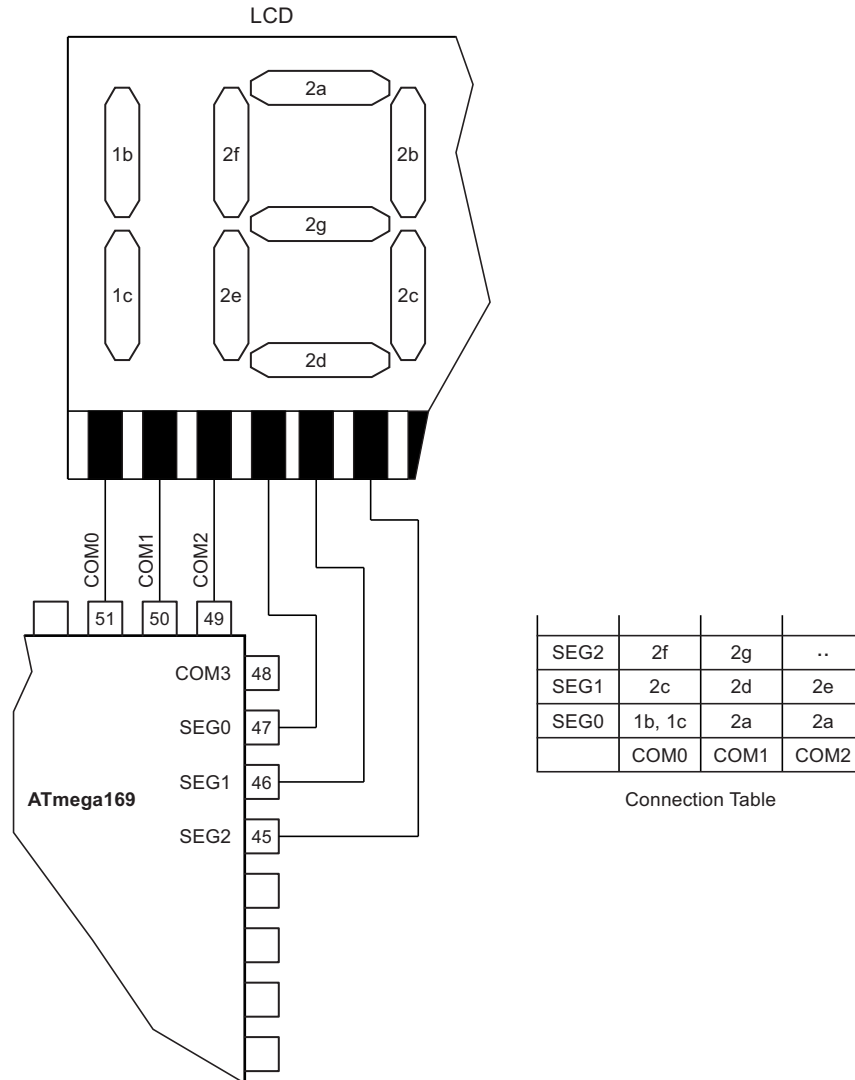 LCD
2a
1b 2f 2b
2g
1c 2e 2c
2d
COM0 COM1 COM2
51 50 49
COM3 48
SEG0 47
SEG1 46
ATmega169
SEG2 45
SEG2 2f 2g ..
SEG1 2c 2d 2e
SEG0 1b, 1c 2a 2a
COM0 COM1 COM2
Connection Table